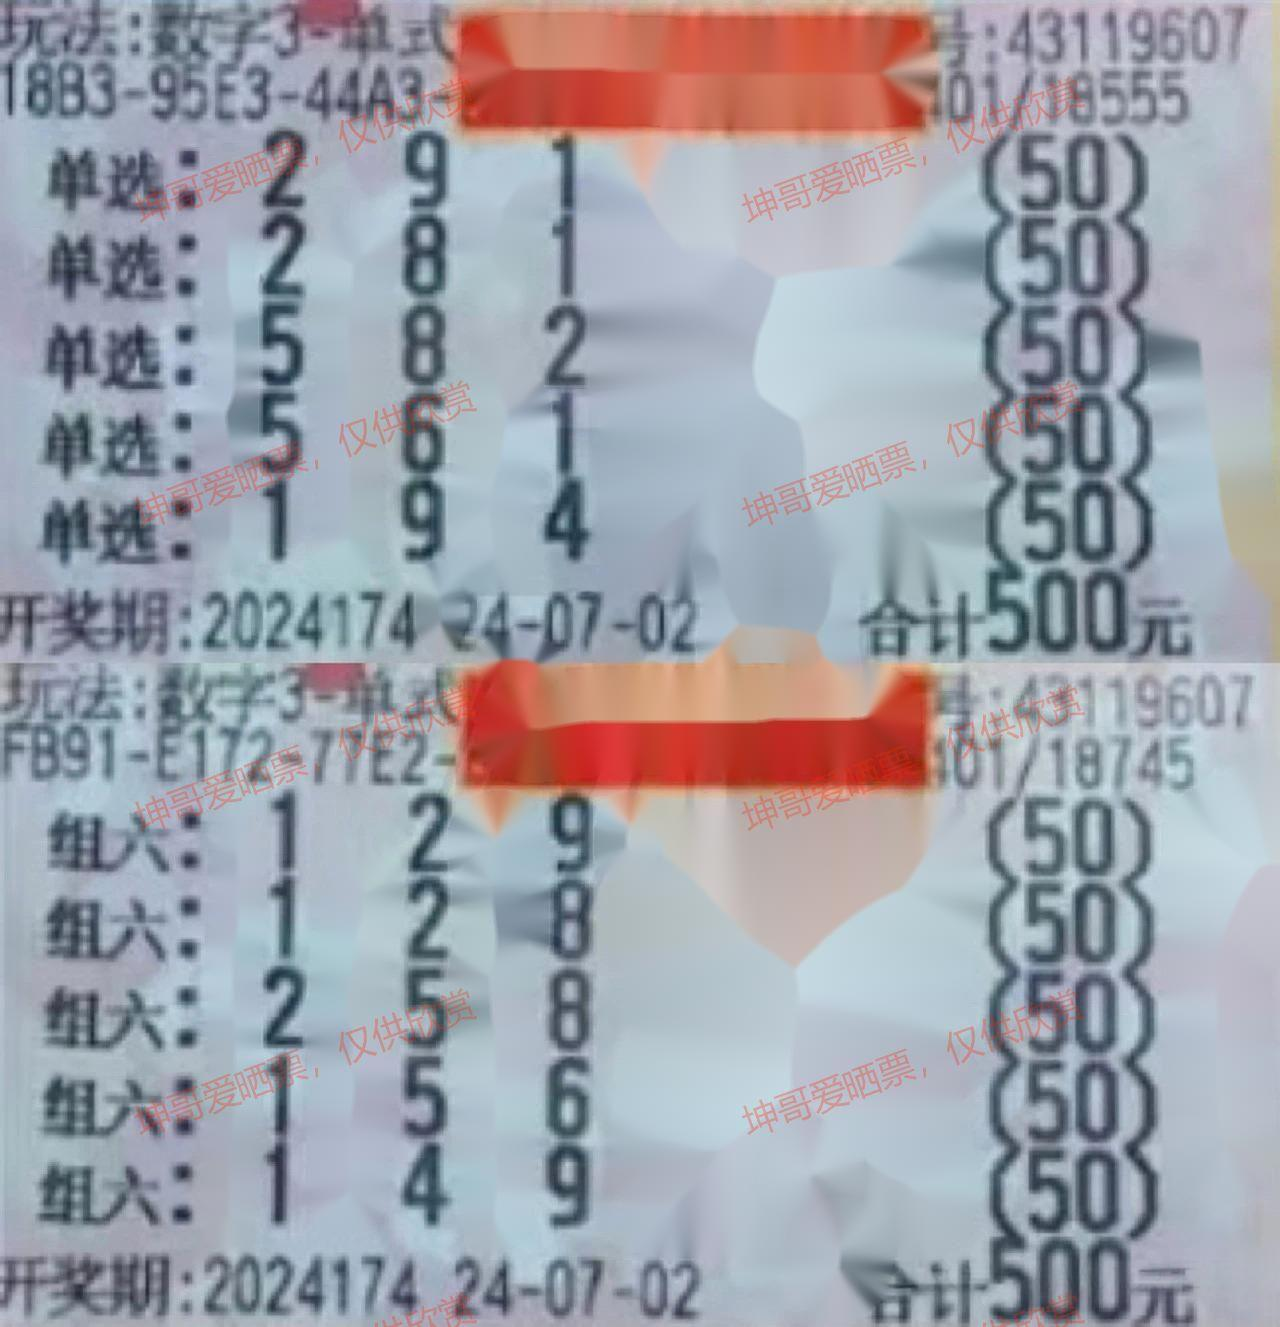 玩法:数字3-单式 号:43119607
18B3-95E3-44A3- 01/18555
单选: 2 9 1 (50)
单选: 2 8 1 (50)
单选: 5 8 2 (50)
单选: 5 6 1 (50)
单选: 1 9 4 (50)
开奖期:2024174 24-07-02 合计500元
玩法:数字3-单式 号:43119607
FB91-E172-77E2- 01/18745
组六: 1 2 9 (50)
组六: 1 2 8 (50)
组六: 2 5 8 (50)
组六: 1 5 6 (50)
组六: 1 4 9 (50)
开奖期:2024174 24-07-02 合计500元
坤哥爱晒票，仅供欣赏
坤哥爱晒票，仅供欣赏
坤哥爱晒票，仅供欣赏
坤哥爱晒票，仅供欣赏
坤哥爱晒票，仅供欣赏
坤哥爱晒票，仅供欣赏
坤哥爱晒票，仅供欣赏
坤哥爱晒票，仅供欣赏